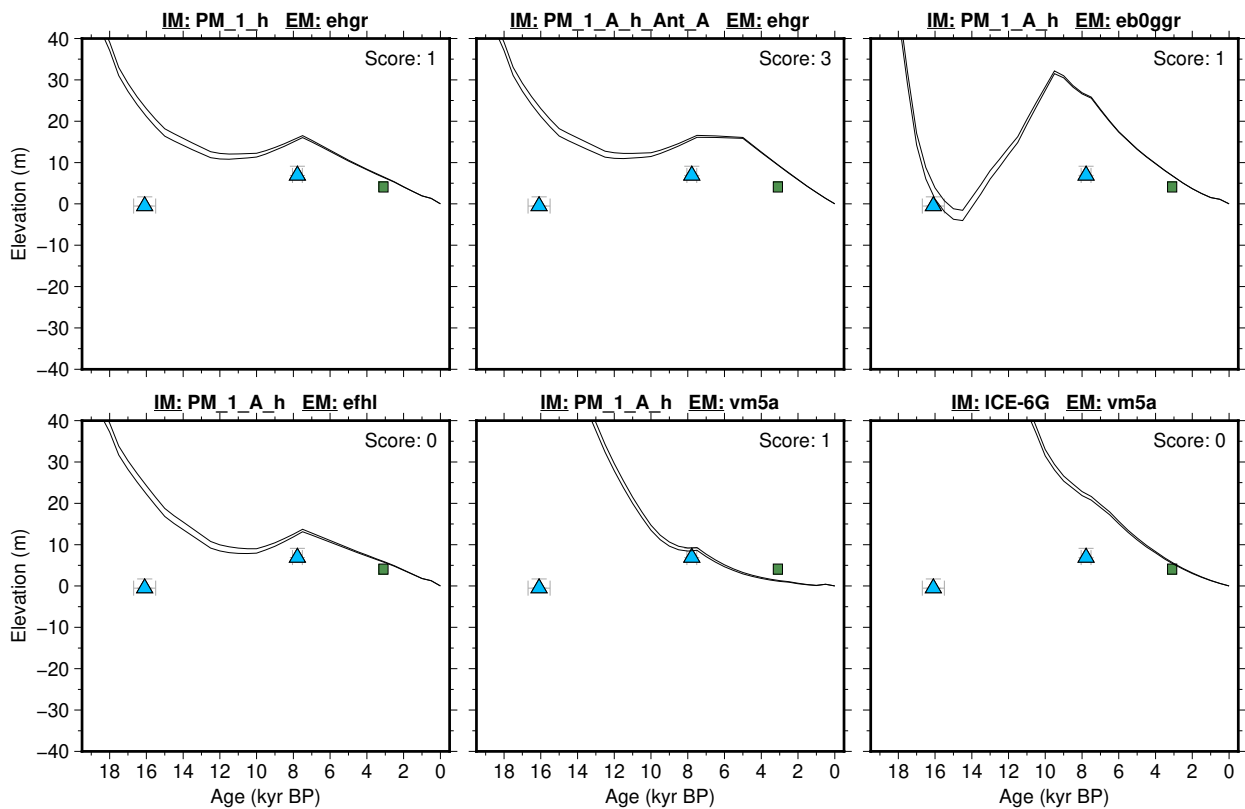 IM: PM_1_h EM: ehgr
IM: PM_1_A_h_Ant_A EM: ehgr
IM: PM_1_A_h EM: eb0ggr
Score: 1
Score: 3
Score: 1
Elevation (m)
40
30
20
10
0
−10
−20
−30
−40
IM: PM_1_A_h EM: efhl
IM: PM_1_A_h EM: vm5a
IM: ICE-6G EM: vm5a
Score: 0
Score: 1
Score: 0
Elevation (m)
40
30
20
10
0
−10
−20
−30
−40
18 16 14 12 10 8 6 4 2 0
18 16 14 12 10 8 6 4 2 0
18 16 14 12 10 8 6 4 2 0
Age (kyr BP)
Age (kyr BP)
Age (kyr BP)